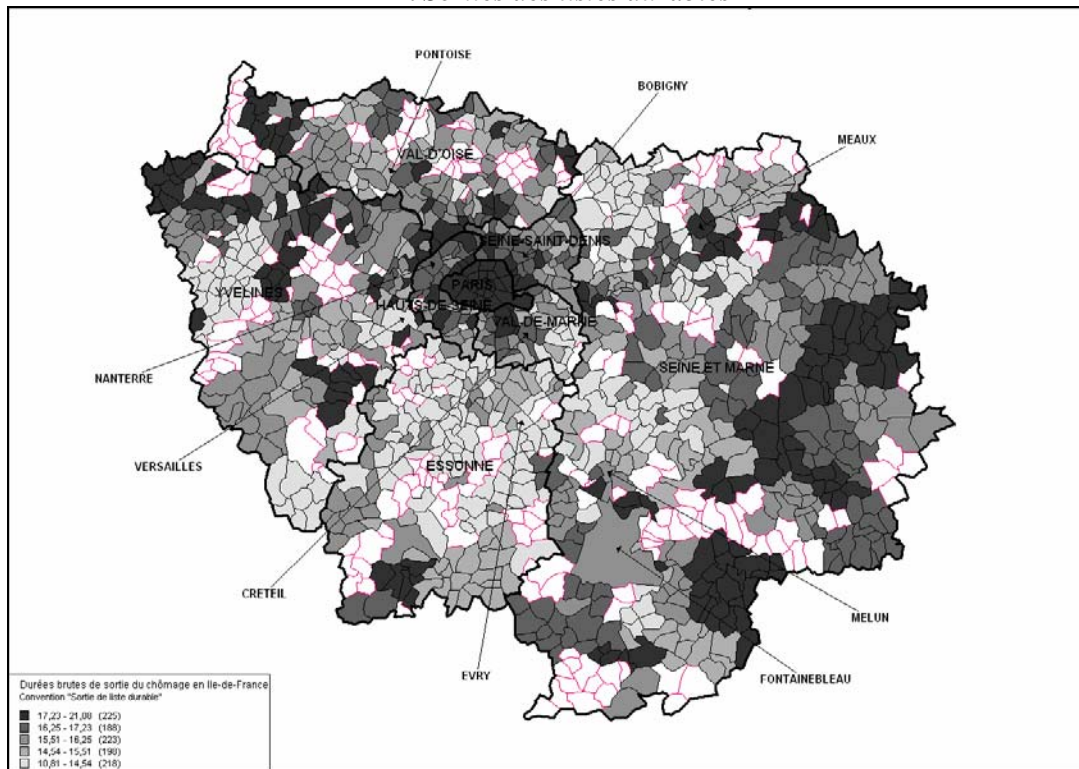 PONTOISE
BOBIGNY
MEAUX
VAL-D'OISE
SEINE-SAINT-DENIS
PARIS
YVELINES
HAUTS-DE-SEINE
VAL-DE-MARNE
NANTERRE
SEINE ET MARNE
VERSAILLES
ESSONNE
CRETEIL
MELUN
EVRY
FONTAINEBLEAU
Durées brutes de sortie du chômage en Ile-de-France
Convention "Sortie de liste durable"
17,23 - 21,08 (225)
16,25 - 17,23 (188)
15,51 - 16,25 (223)
14,54 - 15,51 (198)
10,81 - 14,54 (218)